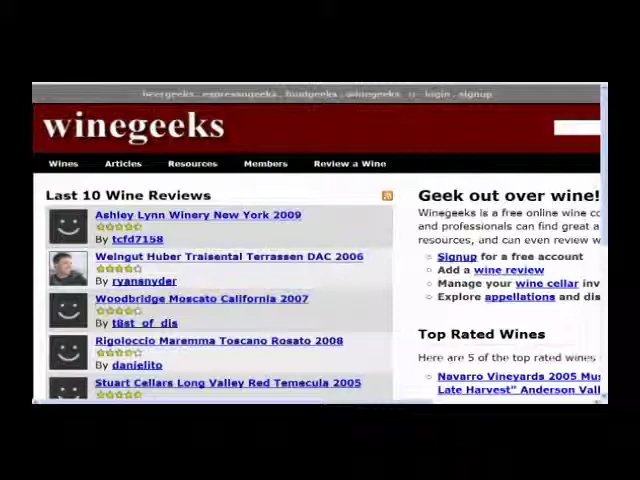 beergeeks espressogeeks foodgeeks winegeeks login signup
winegeeks
Wines Articles Resources Members Review a Wine
Last 10 Wine Reviews
Ashley Lynn Winery New York 2009
By tcfd7158
Weingut Huber Traisental Terrassen DAC 2006
By ryansnyder
Woodbridge Moscato California 2007
By t8st_of_dis
Rigoloccio Maremma Toscano Rosato 2008
By danielito
Stuart Cellars Long Valley Red Temecula 2005
Geek out over wine!
Winegeeks is a free online wine co
and professionals can find great a
resources, and can even review w
Signup for a free account
Add a wine review
Manage your wine cellar inv
Explore appellations and dis
Top Rated Wines
Here are 5 of the top rated wines
Navarro Vineyards 2005 Mus
Late Harvest" Anderson Vall